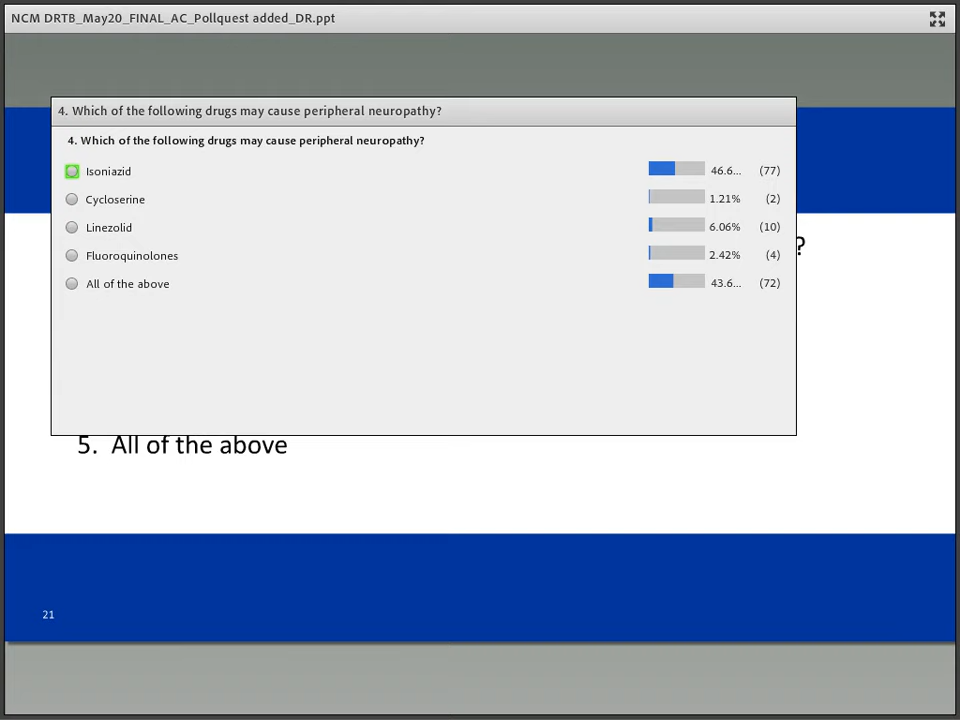 NCM DRTB_May20_FINAL_AC_Pollquest added_DR.ppt
4. Which of the following drugs may cause peripheral neuropathy?
4. Which of the following drugs may cause peripheral neuropathy?
Isoniazid 46.6... (77)
Cycloserine 1.21% (2)
Linezolid 6.06% (10)
?
Fluoroquinolones 2.42% (4)
All of the above 43.6... (72)
5. All of the above
21